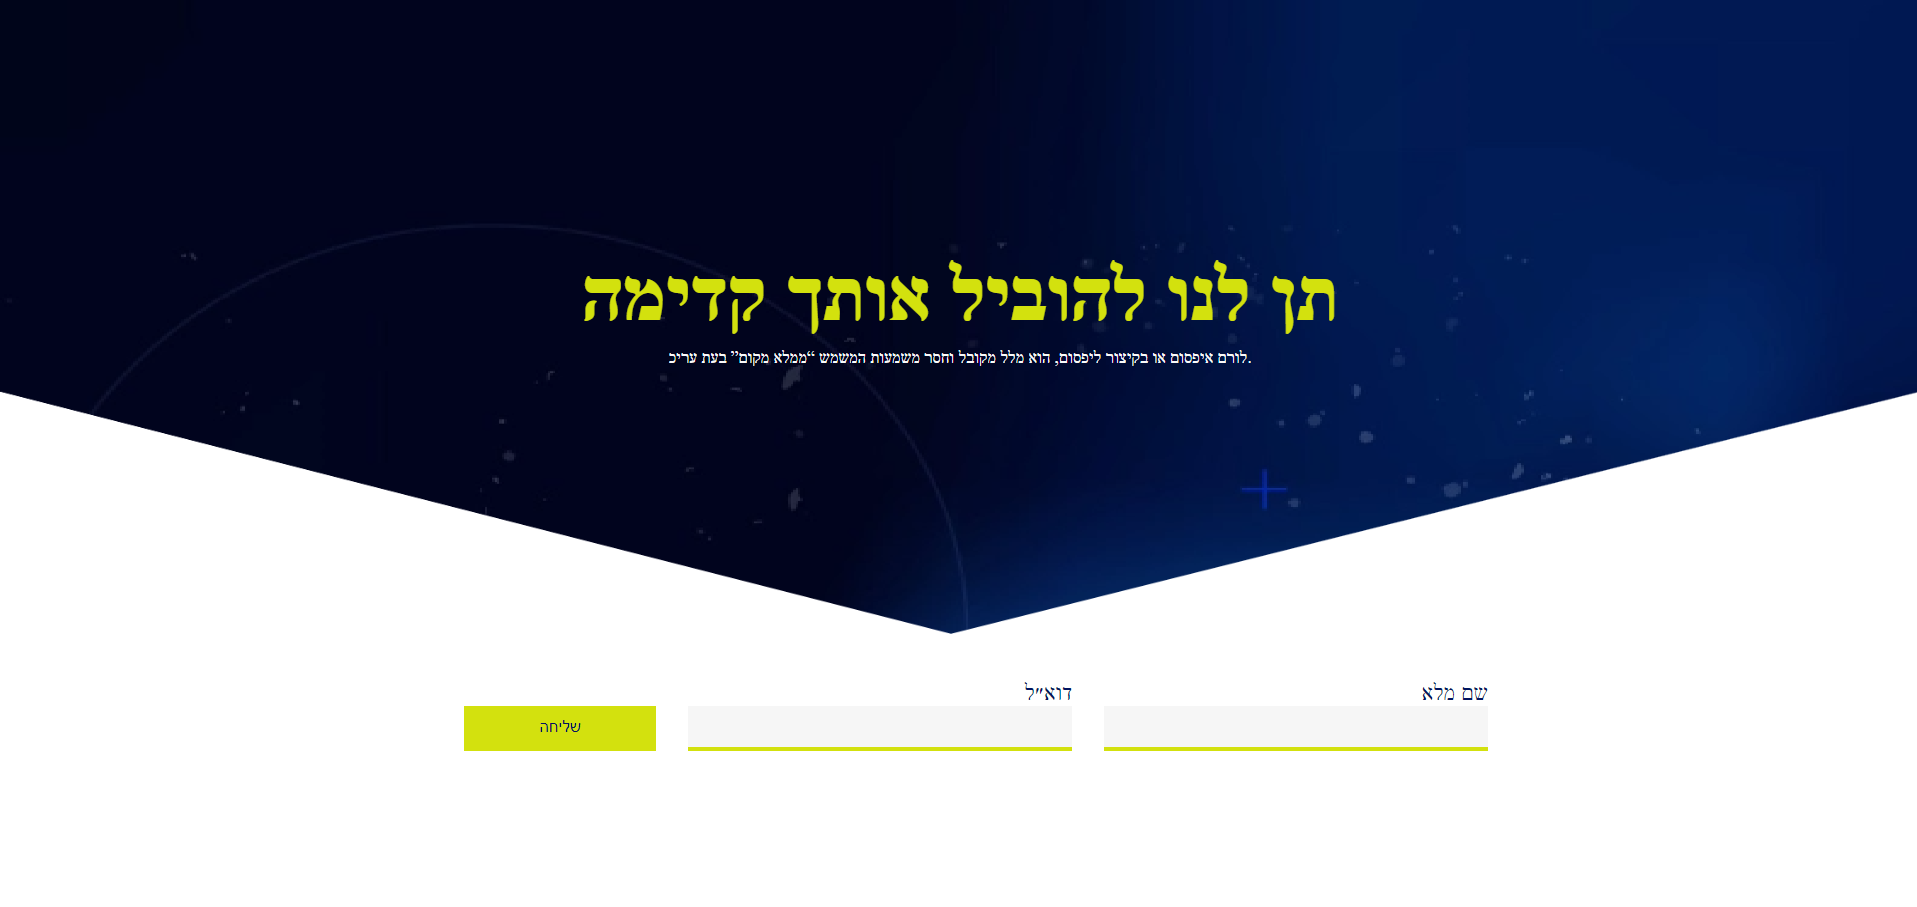 תן לנו להוביל אותך קדימה
לורם איפסום או בקיצור ליפסום, הוא מלל מקובל וחסר משמעות המשמש “ממלא מקום” בעת עריכ.
שם מלא
דוא״ל
שליחה